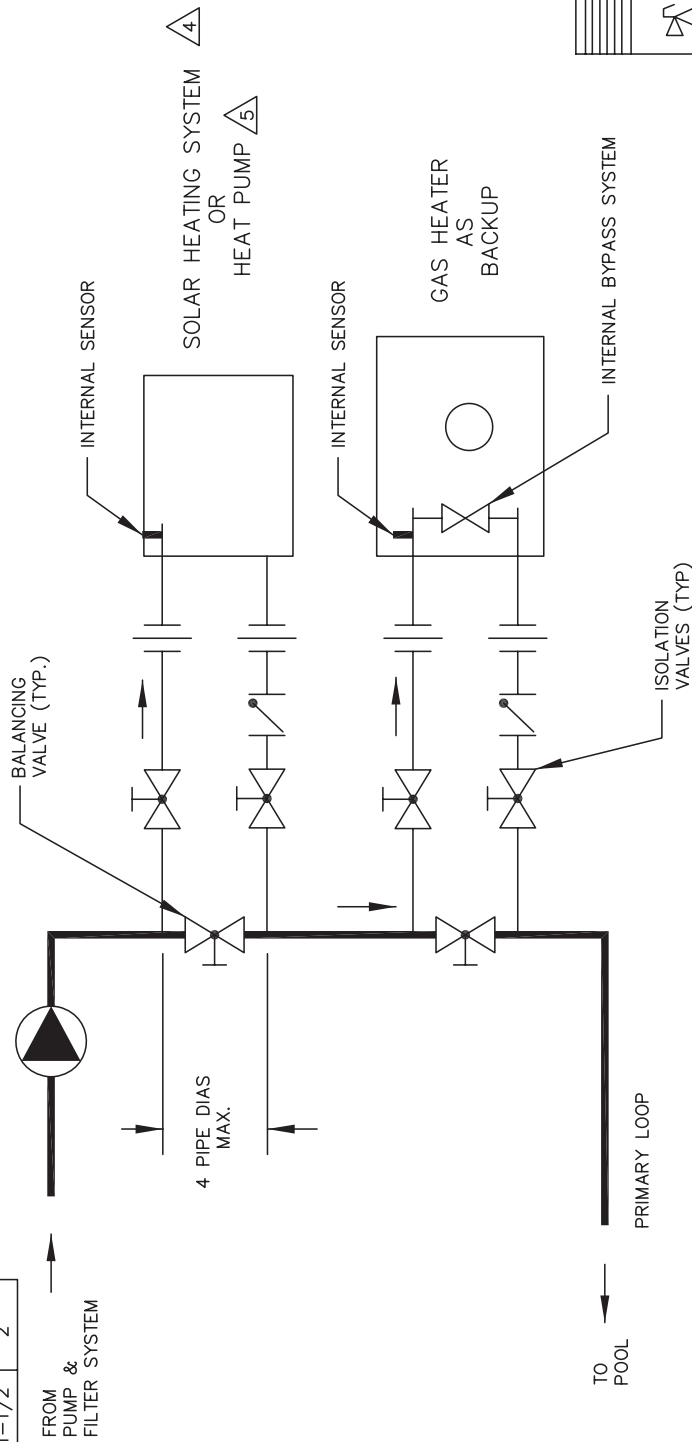 1-1/2 2
FROM
PUMP &
FILTER SYSTEM
BALANCING
VALVE (TYP.)
4 PIPE DIAS
MAX.
INTERNAL SENSOR
SOLAR HEATING SYSTEM 4
OR
HEAT PUMP 5
INTERNAL SENSOR
GAS HEATER
AS
BACKUP
INTERNAL BYPASS SYSTEM
ISOLATION
VALVES (TYP)
PRIMARY LOOP
TO
POOL